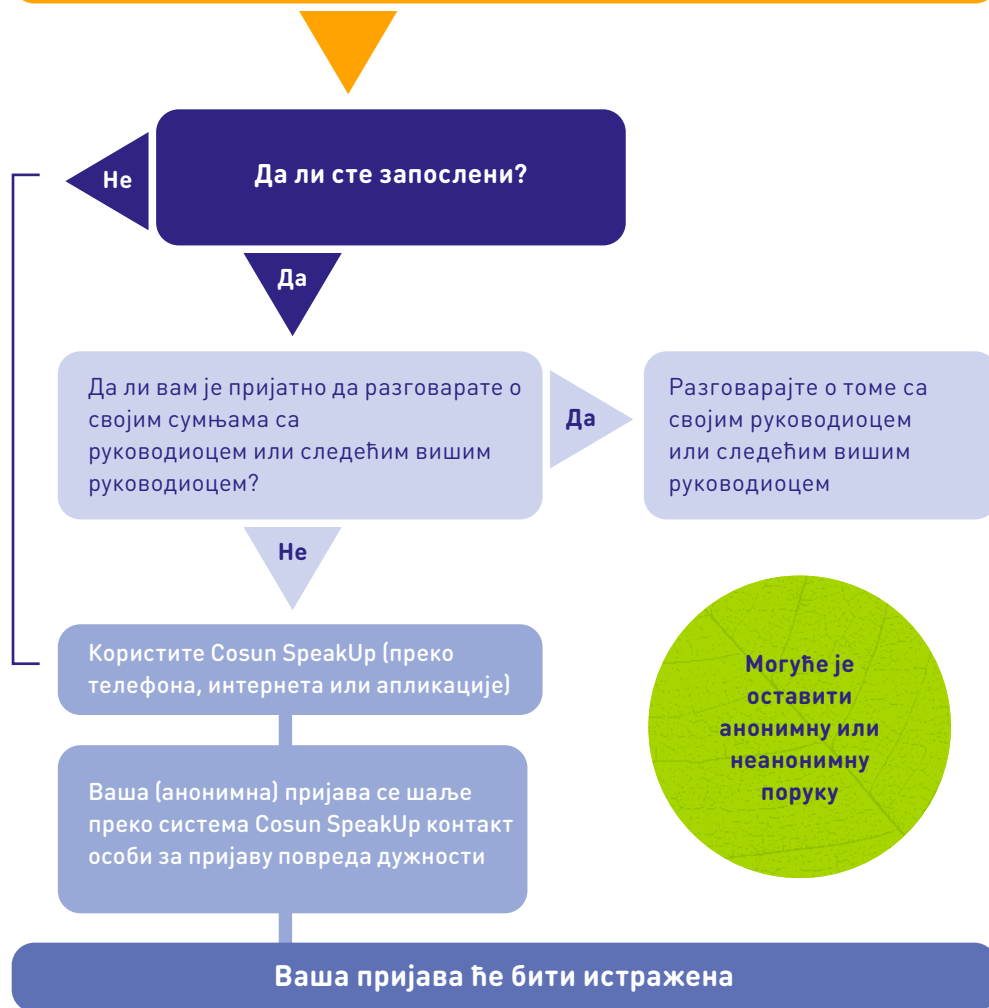 Да ли сте запослени?
Не
Да
Да ли вам је пријатно да разговарате о
својим сумњама са
руководиоцем или следећим вишим
руководиоцем?
Да
Разговарајте о томе са
својим руководиоцем
или следећим вишим
руководиоцем
Не
Користите Cosun SpeakUp (преко
телефона, интернета или апликације)
Могуће је
оставити
анонимну или
неанонимну
поруку
Ваша (анонимна) пријава се шаље
преко система Cosun SpeakUp контакт
особи за пријаву повреда дужности
Ваша пријава ће бити истражена